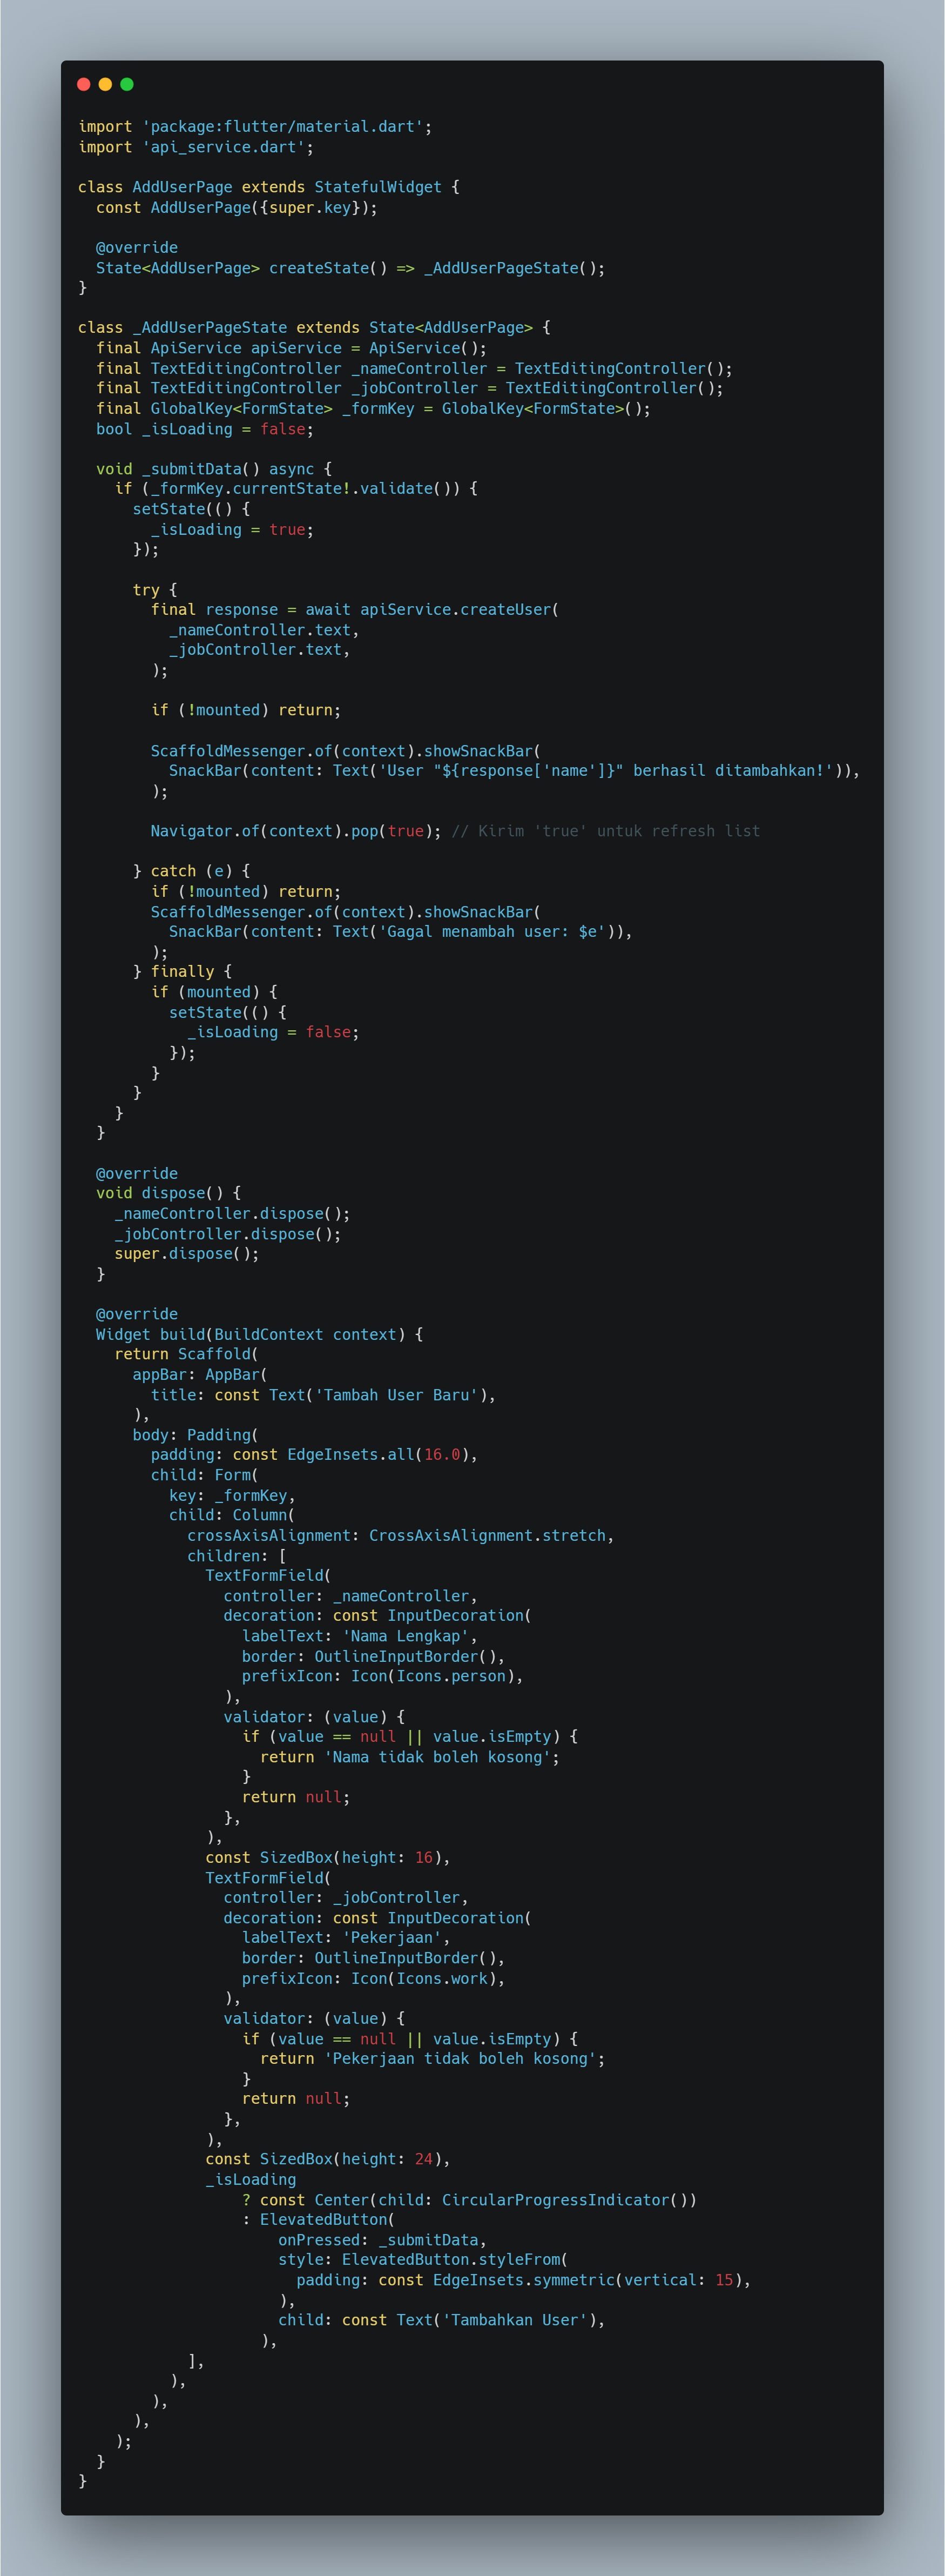 import 'package:flutter/material.dart';
import 'api_service.dart';

class AddUserPage extends StatefulWidget {
  const AddUserPage({super.key});

  @override
  State<AddUserPage> createState() => _AddUserPageState();
}

class _AddUserPageState extends State<AddUserPage> {
  final ApiService apiService = ApiService();
  final TextEditingController _nameController = TextEditingController();
  final TextEditingController _jobController = TextEditingController();
  final GlobalKey<FormState> _formKey = GlobalKey<FormState>();
  bool _isLoading = false;

  void _submitData() async {
    if (_formKey.currentState!.validate()) {
      setState(() {
        _isLoading = true;
      });

      try {
        final response = await apiService.createUser(
          _nameController.text,
          _jobController.text,
        );

        if (!mounted) return;

        ScaffoldMessenger.of(context).showSnackBar(
          SnackBar(content: Text('User "${response['name']}" berhasil ditambahkan!')),
        );

        Navigator.of(context).pop(true); // Kirim 'true' untuk refresh list

      } catch (e) {
        if (!mounted) return;
        ScaffoldMessenger.of(context).showSnackBar(
          SnackBar(content: Text('Gagal menambah user: $e')),
        );
      } finally {
        if (mounted) {
          setState(() {
            _isLoading = false;
          });
        }
      }
    }
  }

  @override
  void dispose() {
    _nameController.dispose();
    _jobController.dispose();
    super.dispose();
  }

  @override
  Widget build(BuildContext context) {
    return Scaffold(
      appBar: AppBar(
        title: const Text('Tambah User Baru'),
      ),
      body: Padding(
        padding: const EdgeInsets.all(16.0),
        child: Form(
          key: _formKey,
          child: Column(
            crossAxisAlignment: CrossAxisAlignment.stretch,
            children: [
              TextFormField(
                controller: _nameController,
                decoration: const InputDecoration(
                  labelText: 'Nama Lengkap',
                  border: OutlineInputBorder(),
                  prefixIcon: Icon(Icons.person),
                ),
                validator: (value) {
                  if (value == null || value.isEmpty) {
                    return 'Nama tidak boleh kosong';
                  }
                  return null;
                },
              ),
              const SizedBox(height: 16),
              TextFormField(
                controller: _jobController,
                decoration: const InputDecoration(
                  labelText: 'Pekerjaan',
                  border: OutlineInputBorder(),
                  prefixIcon: Icon(Icons.work),
                ),
                validator: (value) {
                  if (value == null || value.isEmpty) {
                    return 'Pekerjaan tidak boleh kosong';
                  }
                  return null;
                },
              ),
              const SizedBox(height: 24),
              _isLoading
                  ? const Center(child: CircularProgressIndicator())
                  : ElevatedButton(
                      onPressed: _submitData,
                      style: ElevatedButton.styleFrom(
                        padding: const EdgeInsets.symmetric(vertical: 15),
                      ),
                      child: const Text('Tambahkan User'),
                    ),
            ],
          ),
        ),
      ),
    );
  }
}